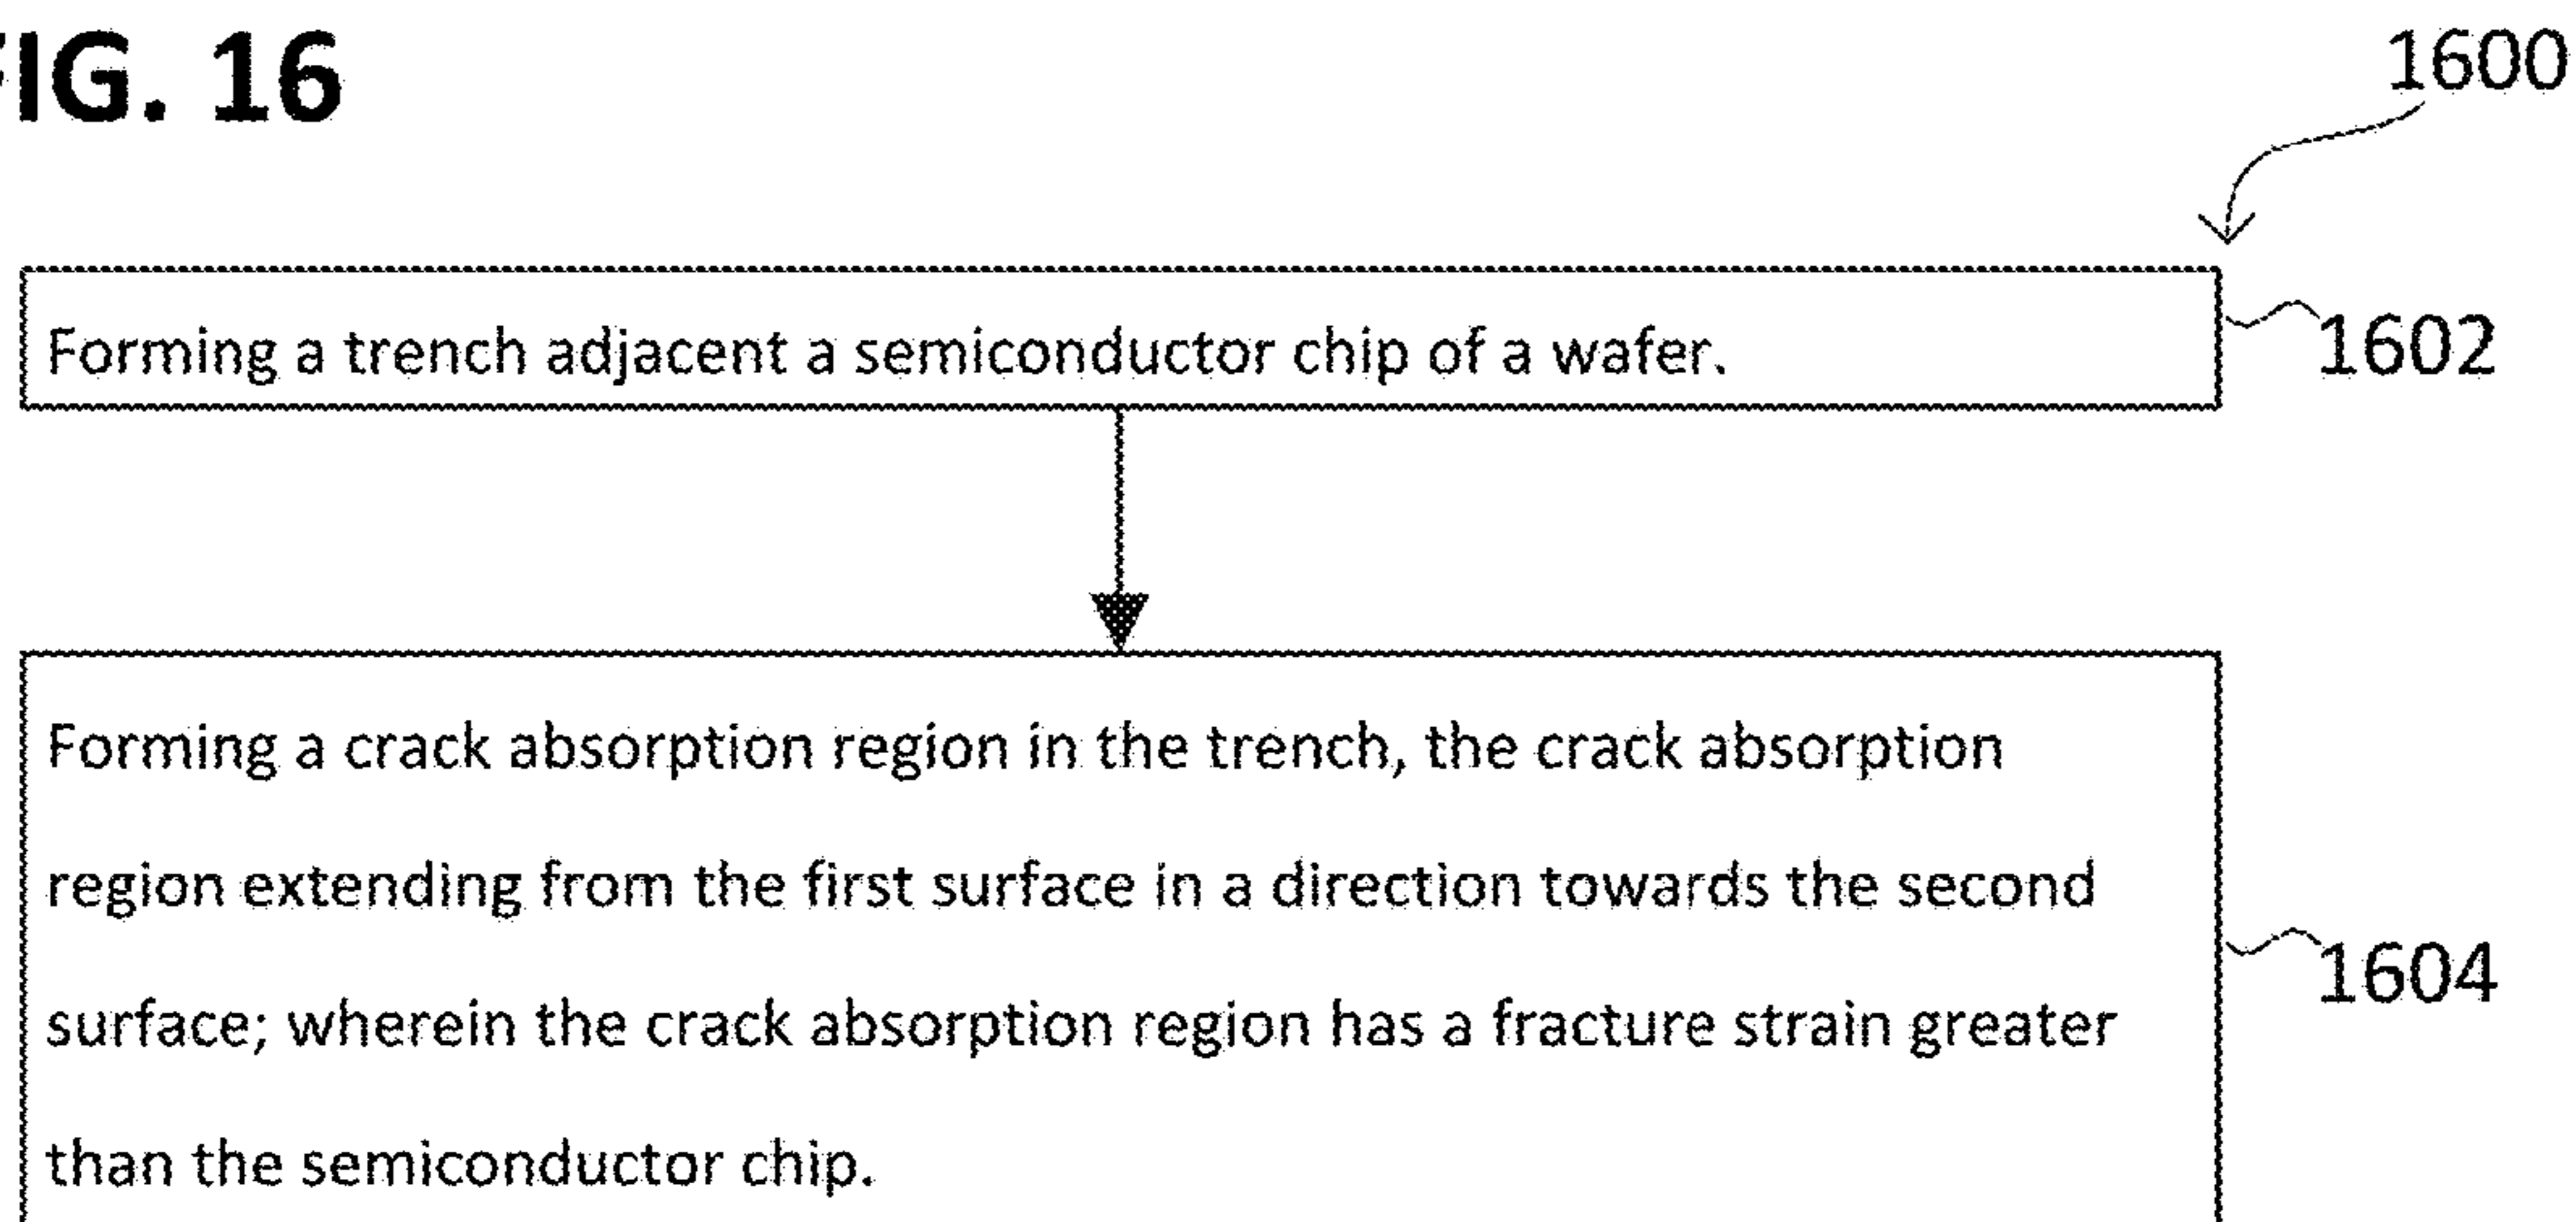 FIG. 16
1600
Forming a trench adjacent a semiconductor chip of a wafer.
1602
Forming a crack absorption region in the trench, the crack absorption
region extending from the first surface in a direction towards the second
surface; wherein the crack absorption region has a fracture strain greater
than the semiconductor chip.
1604